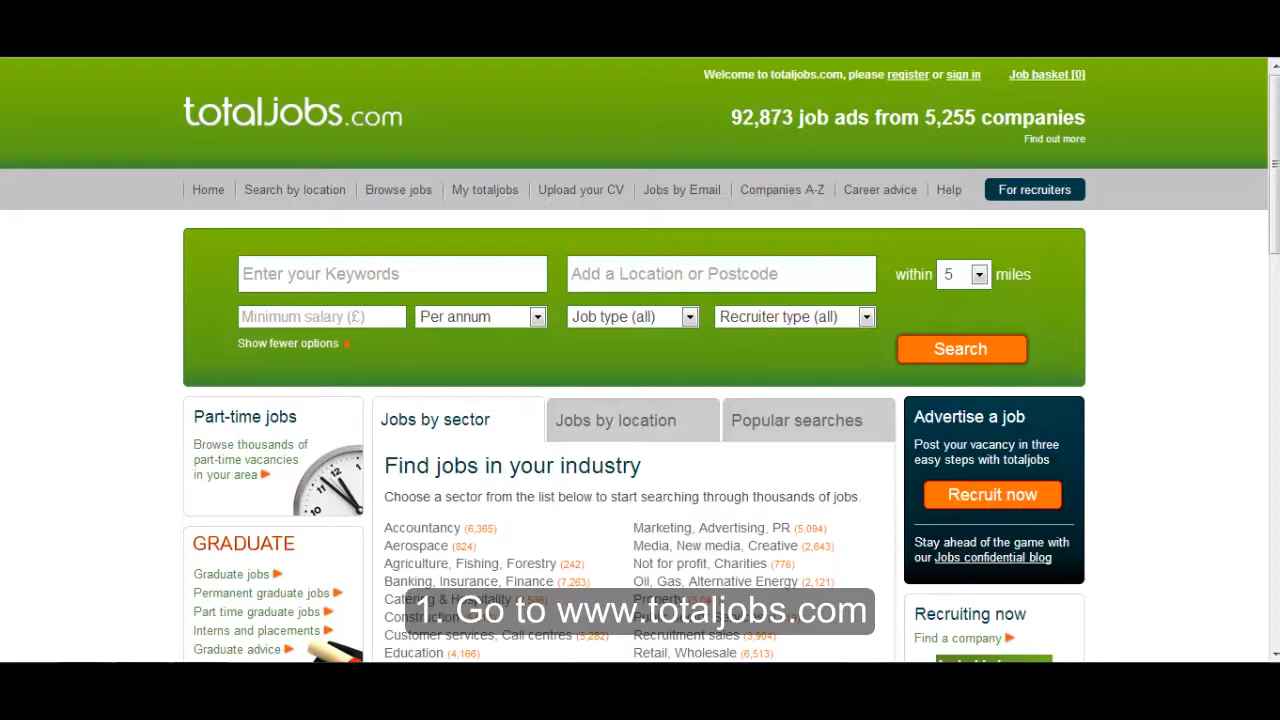 Welcome to totaljobs.com, please register or sign in
Job basket [0]
totaljobs.com
92,873 job ads from 5,255 companies
Find out more
Home
Search by location
Browse jobs
My totaljobs
Upload your CV
Jobs by Email
Companies A-Z
Career advice
Help
For recruiters
Enter your Keywords
Add a Location or Postcode
within 5 miles
Minimum salary (£)
Per annum
Job type (all)
Recruiter type (all)
Show fewer options
Search
Part-time jobs
Browse thousands of
part-time vacancies
in your area
GRADUATE
Graduate jobs
Permanent graduate jobs
Part time graduate jobs
Interns and placements
Graduate advice
Jobs by sector
Jobs by location
Popular searches
Find jobs in your industry
Choose a sector from the list below to start searching through thousands of jobs.
Accountancy (6,365)
Aerospace (824)
Agriculture, Fishing, Forestry (242)
Banking, Insurance, Finance (7,263)
Catering & Hospitality
Construction
Customer services, Call centres (5,282)
Education (4,166)
Marketing, Advertising, PR (5,094)
Media, New media, Creative (2,643)
Not for profit, Charities (776)
Oil, Gas, Alternative Energy (2,121)
Property
Recruitment sales (3,904)
Retail, Wholesale (6,513)
1. Go to www.totaljobs.com
Advertise a job
Post your vacancy in three
easy steps with totaljobs
Recruit now
Stay ahead of the game with
our Jobs confidential blog
Recruiting now
Find a company